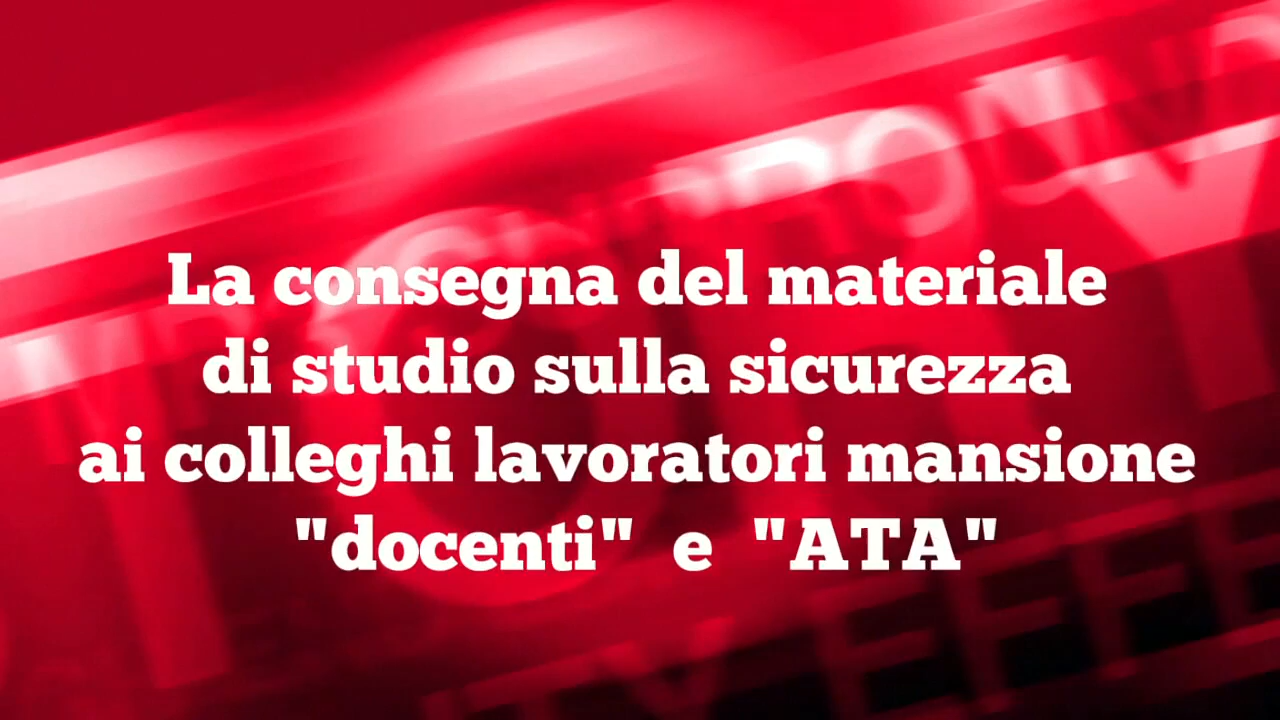 La consegna del materiale
di studio sulla sicurezza
ai colleghi lavoratori mansione
"docenti" e "ATA"